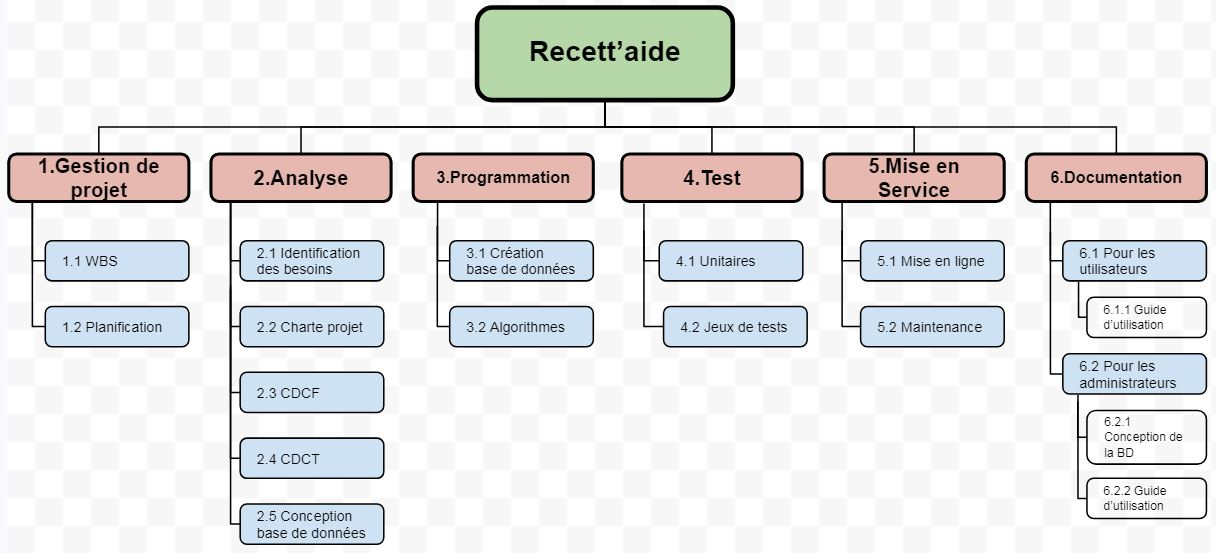 Recett’aide
1.Gestion de
projet
1.1 WBS
1.2 Planification
2.Analyse
2.1 Identification
des besoins
2.2 Charte projet
2.3 CDCF
2.4 CDCT
2.5 Conception
base de données
3.Programmation
3.1 Création
base de données
3.2 Algorithmes
4.Test
4.1 Unitaires
4.2 Jeux de tests
5.Mise en
Service
5.1 Mise en ligne
5.2 Maintenance
6.Documentation
6.1 Pour les
utilisateurs
6.1.1 Guide
d’utilisation
6.2 Pour les
administrateurs
6.2.1
Conception de
la BD
6.2.2 Guide
d’utilisation